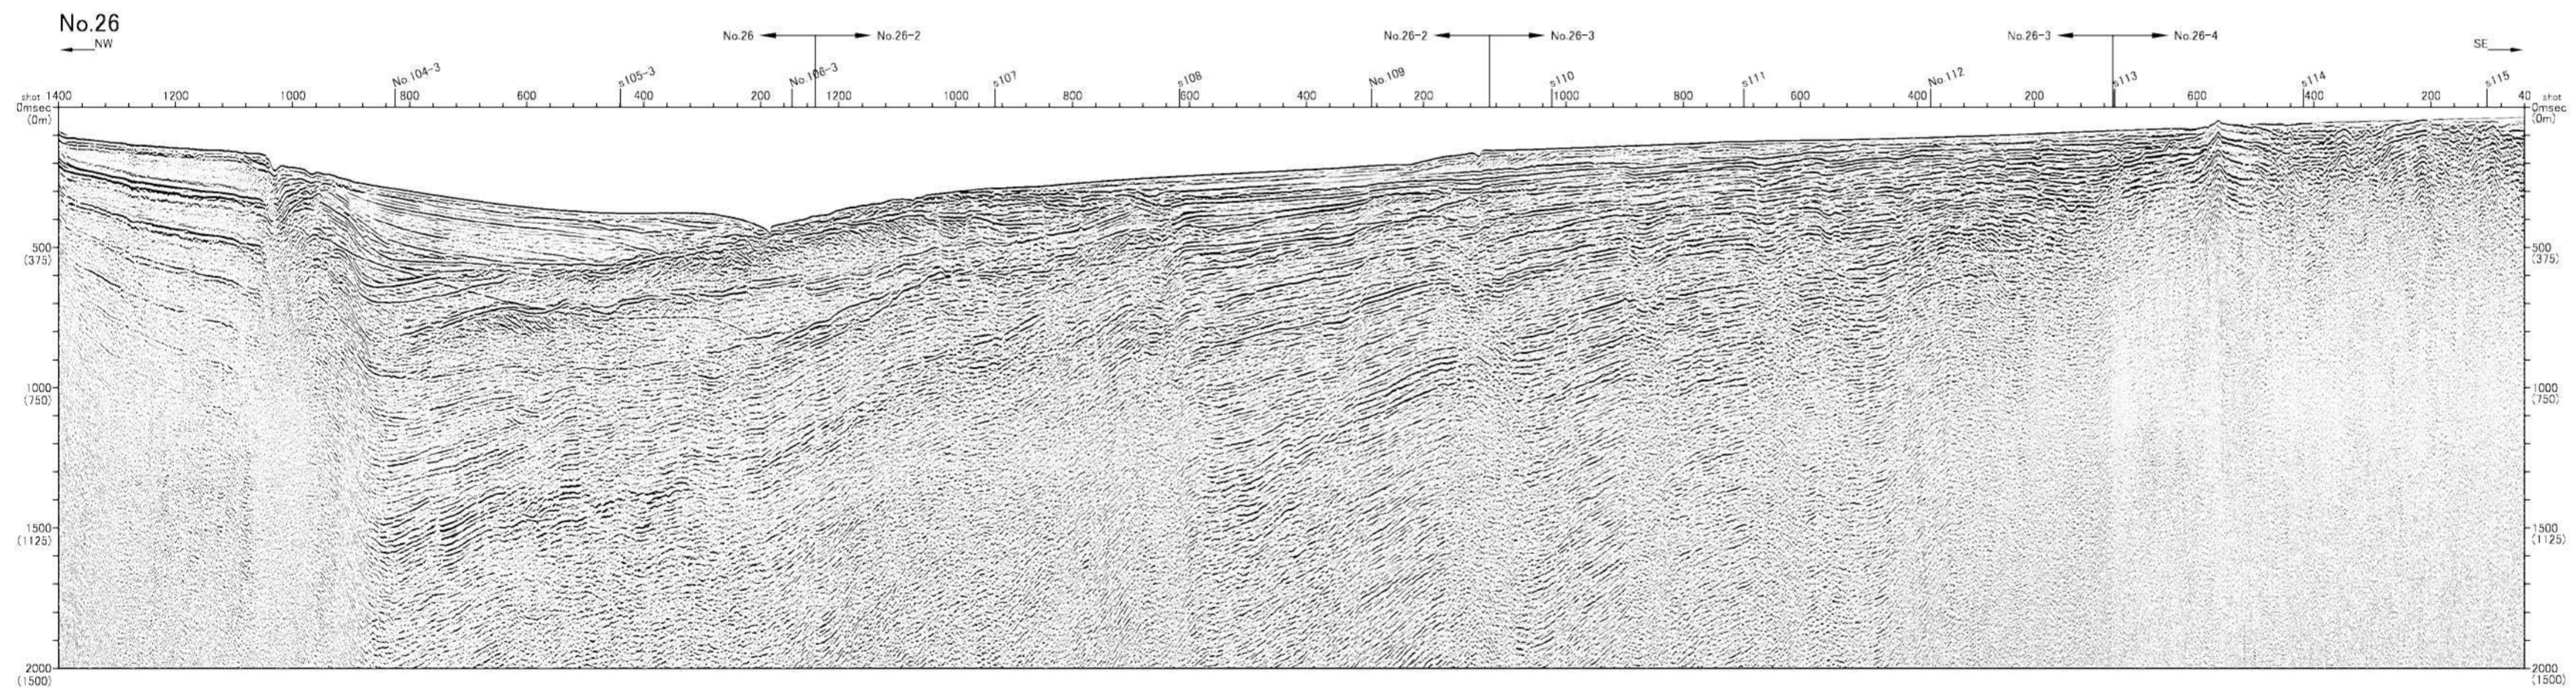 No.26
NW
No.26 No.26-2
No.26-2 No.26-3
No.26-3 No.26-4
SE
No.104-3 s105-3 No.106-3 s107 s108 No.109 s110 s111 No.112 s113 s114 s115
shot 1400 1200 1000 800 600 400 200 1200 1000 800 600 400 200 1000 800 600 400 200 600 400 200 40 shot
0msec 0msec
(0m) (0m)
500 500
(375) (375)
1000 1000
(750) (750)
1500 1500
(1125) (1125)
2000 2000
(1500) (1500)